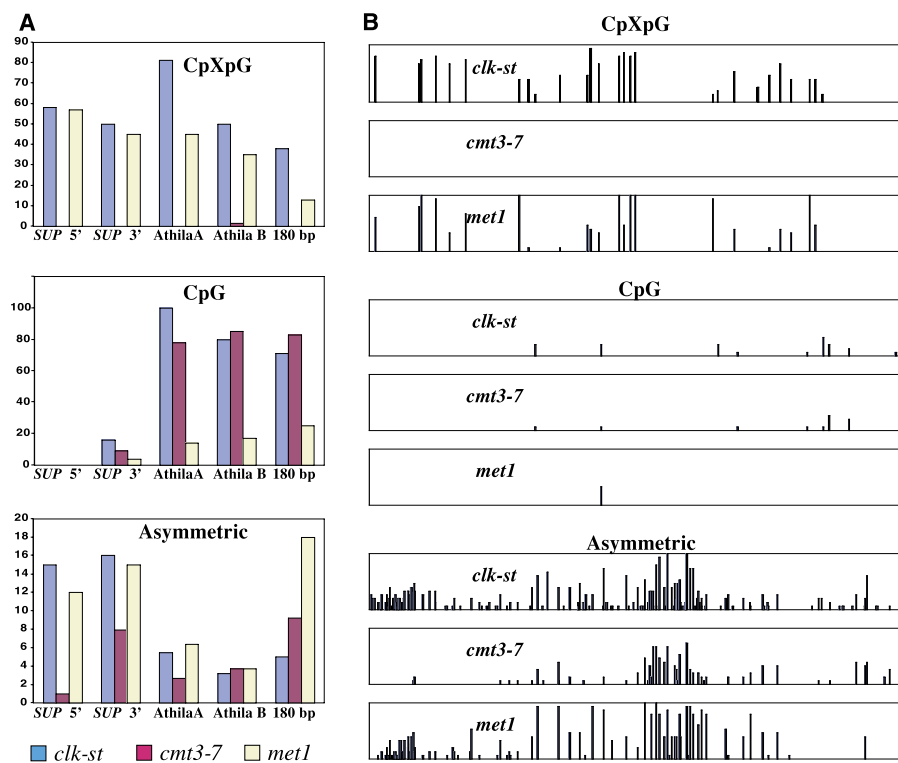 A
CpXpG
90
80
70
60
50
40
30
20
10
0
SUP 5’ SUP 3’ AthilaA Athila B 180 bp
CpG
100
80
60
40
20
0
SUP 5’ SUP 3’ AthilaA Athila B 180 bp
Asymmetric
20
18
16
14
12
10
8
6
4
2
0
SUP 5’ SUP 3’ AthilaA Athila B 180 bp
clk-st cmt3-7 met1
B
CpXpG
clk-st
cmt3-7
met1
CpG
clk-st
cmt3-7
met1
Asymmetric
clk-st
cmt3-7
met1